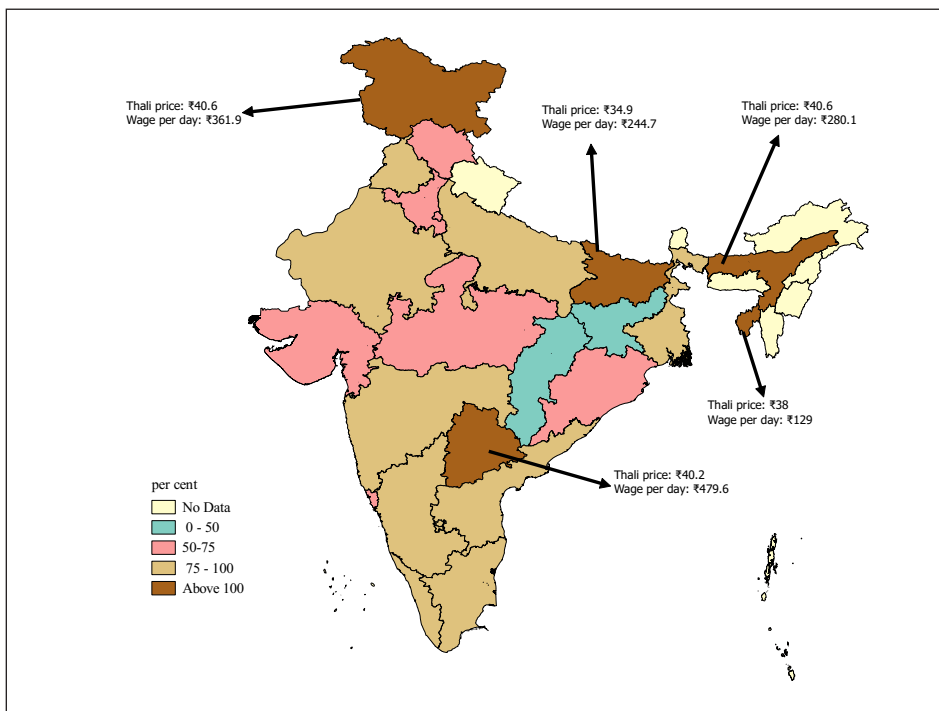 Thali price: ₹40.6
Wage per day: ₹361.9
Thali price: ₹34.9
Wage per day: ₹244.7
Thali price: ₹40.6
Wage per day: ₹280.1
Thali price: ₹38
Wage per day: ₹129
Thali price: ₹40.2
Wage per day: ₹479.6
per cent
No Data
0 - 50
50-75
75 - 100
Above 100